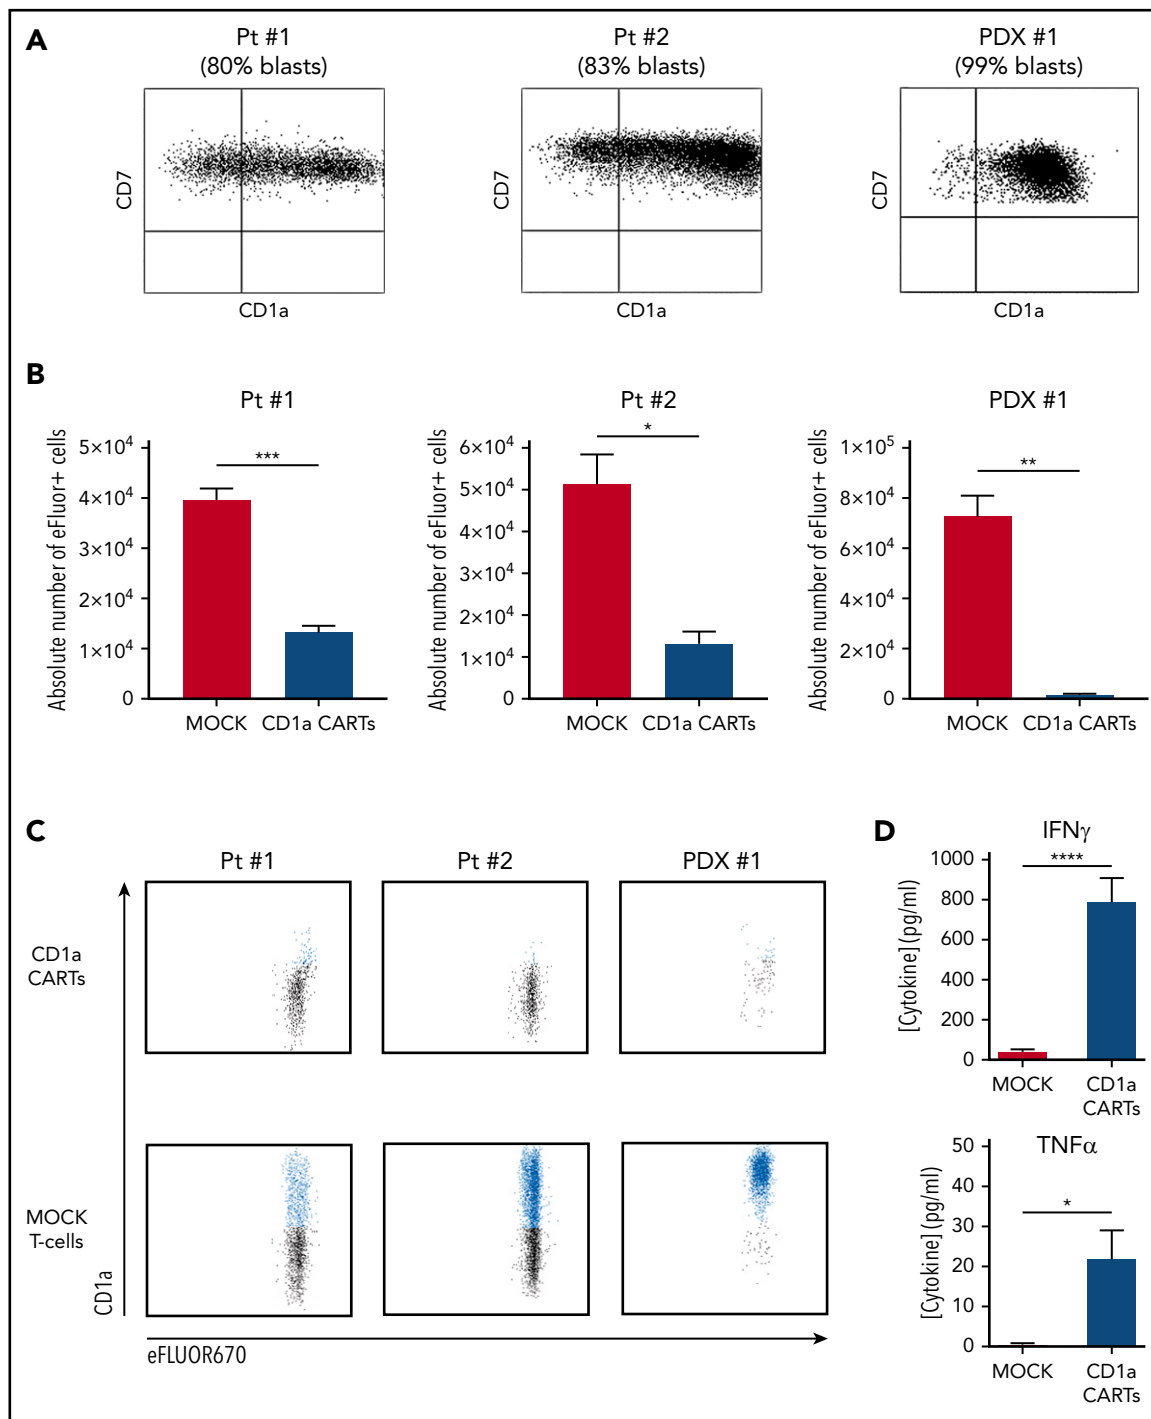 A
Pt #1
(80% blasts)
Pt #2
(83% blasts)
PDX #1
(99% blasts)
CD7
CD1a
CD7
CD1a
CD7
CD1a
B
Pt #1
Absolute number of eFluor+ cells
5×10⁴
4×10⁴
3×10⁴
2×10⁴
1×10⁴
0
***
MOCK
CD1a CARTs
Pt #2
Absolute number of eFluor+ cells
6×10⁴
5×10⁴
4×10⁴
3×10⁴
2×10⁴
1×10⁴
0
*
MOCK
CD1a CARTs
PDX #1
Absolute number of eFluor+ cells
1×10⁵
8×10⁴
6×10⁴
4×10⁴
2×10⁴
0
**
MOCK
CD1a CARTs
C
Pt #1
Pt #2
PDX #1
CD1a
CARTs
MOCK
T-cells
CD1a
eFLUOR670
D
IFNγ
[Cytokine] (pg/ml)
1000
800
600
400
200
0
****
MOCK
CD1a
CARTs
TNFα
[Cytokine] (pg/ml)
50
40
30
20
10
0
*
MOCK
CD1a
CARTs